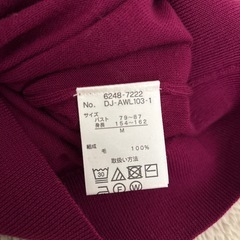 6248-7222
No. DJ-AWL103-1
サイズ
バスト 79-87
身長 154-162
M
組成
毛 100%
取扱い方法